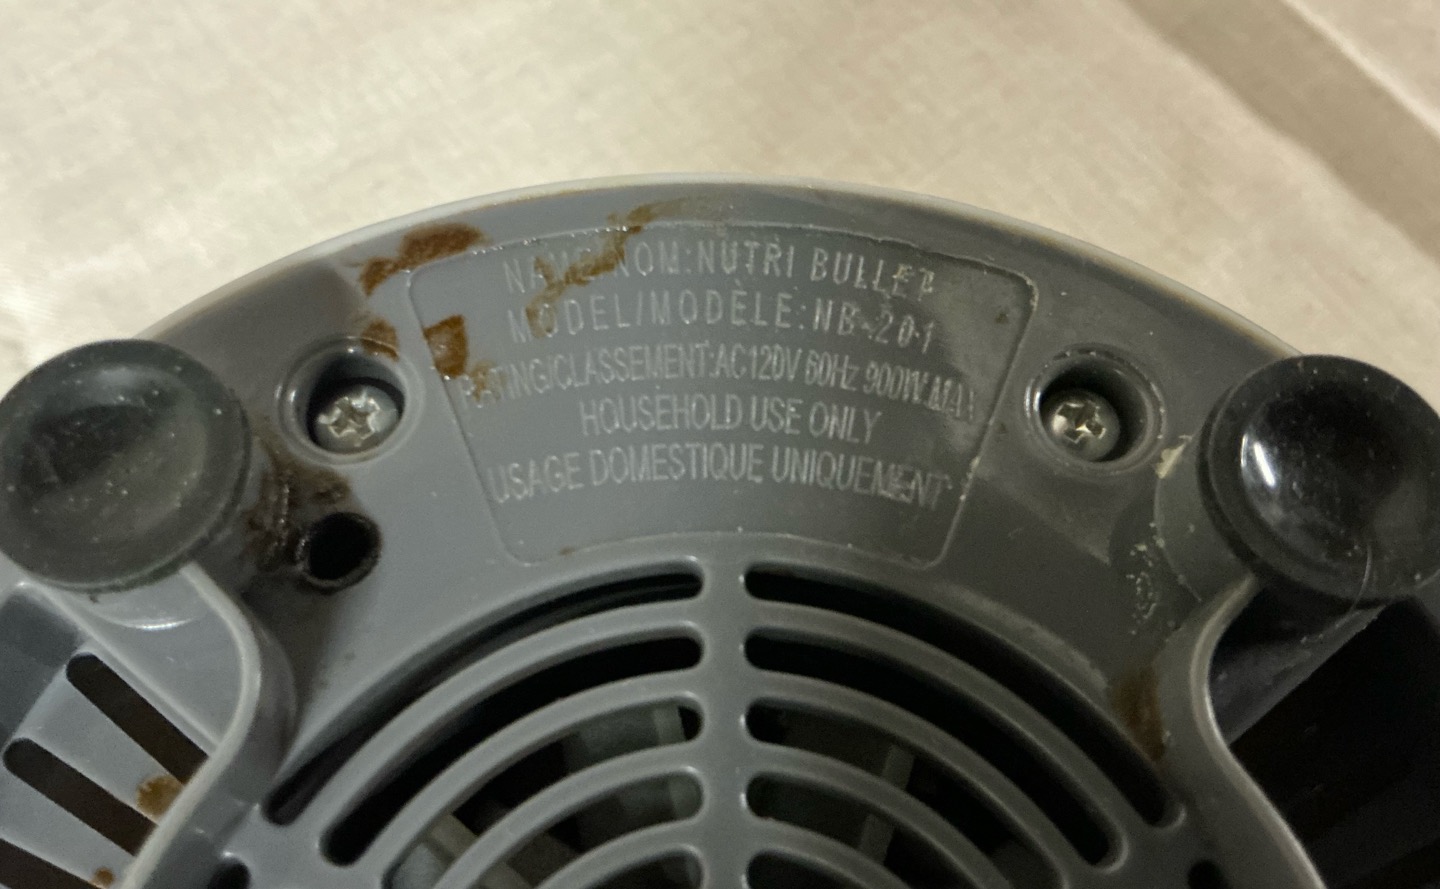 NAME/NOM:NUTRI BULLET
MODEL/MODÈLE:NB-201
RATING/CLASSEMENT:AC120V 60Hz 900W MAX
HOUSEHOLD USE ONLY
USAGE DOMESTIQUE UNIQUEMENT